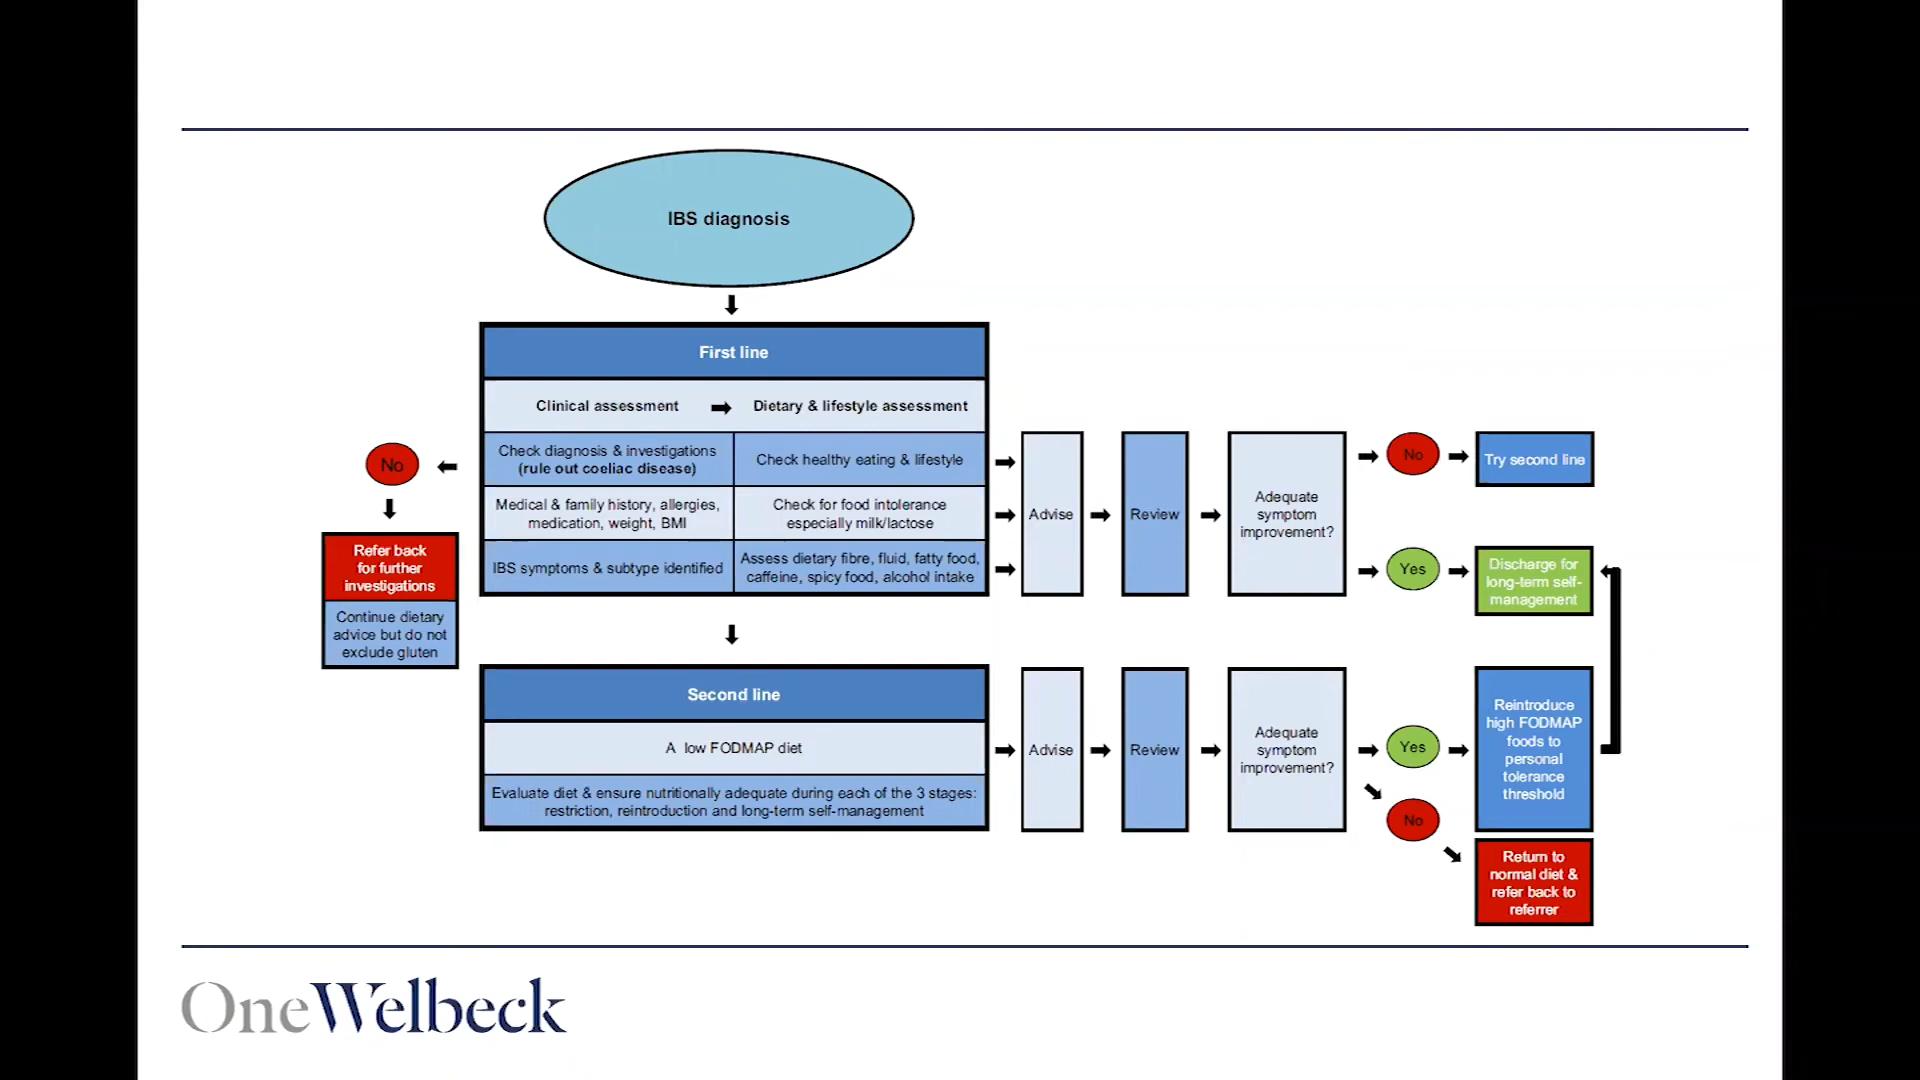 IBS diagnosis
First line
Clinical assessment
Dietary & lifestyle assessment
Check diagnosis & investigations
(rule out coeliac disease)
Check healthy eating & lifestyle
Medical & family history, allergies,
medication, weight, BMI
Check for food intolerance
especially milk/lactose
IBS symptoms & subtype identified
Assess dietary fibre, fluid, fatty food,
caffeine, spicy food, alcohol intake
No
Refer back
for further
investigations
Continue dietary
advice but do not
exclude gluten
Advise
Review
Adequate
symptom
improvement?
No
Try second line
Yes
Discharge for
long-term self-
management
Second line
A low FODMAP diet
Evaluate diet & ensure nutritionally adequate during each of the 3 stages:
restriction, reintroduction and long-term self-management
Advise
Review
Adequate
symptom
improvement?
Yes
Reintroduce
high FODMAP
foods to
personal
tolerance
threshold
No
Return to
normal diet &
refer back to
referrer
OneWelbeck